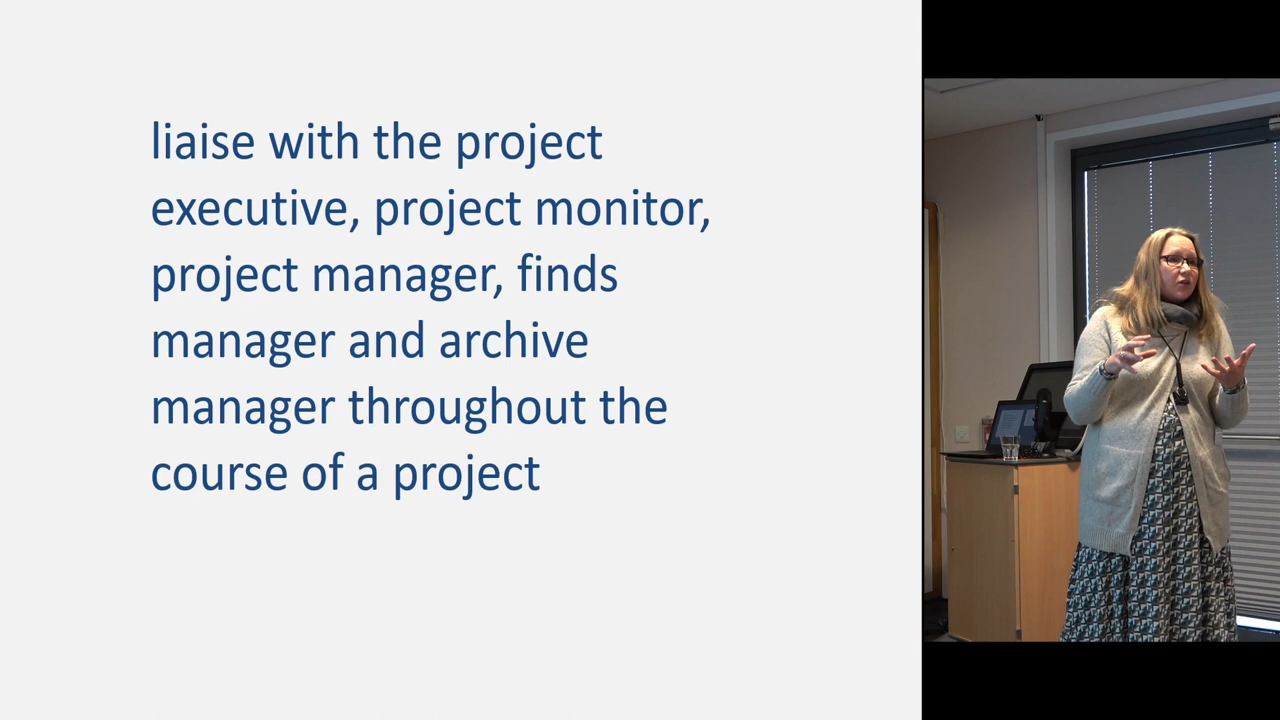 liaise with the project
executive, project monitor,
project manager, finds
manager and archive
manager throughout the
course of a project